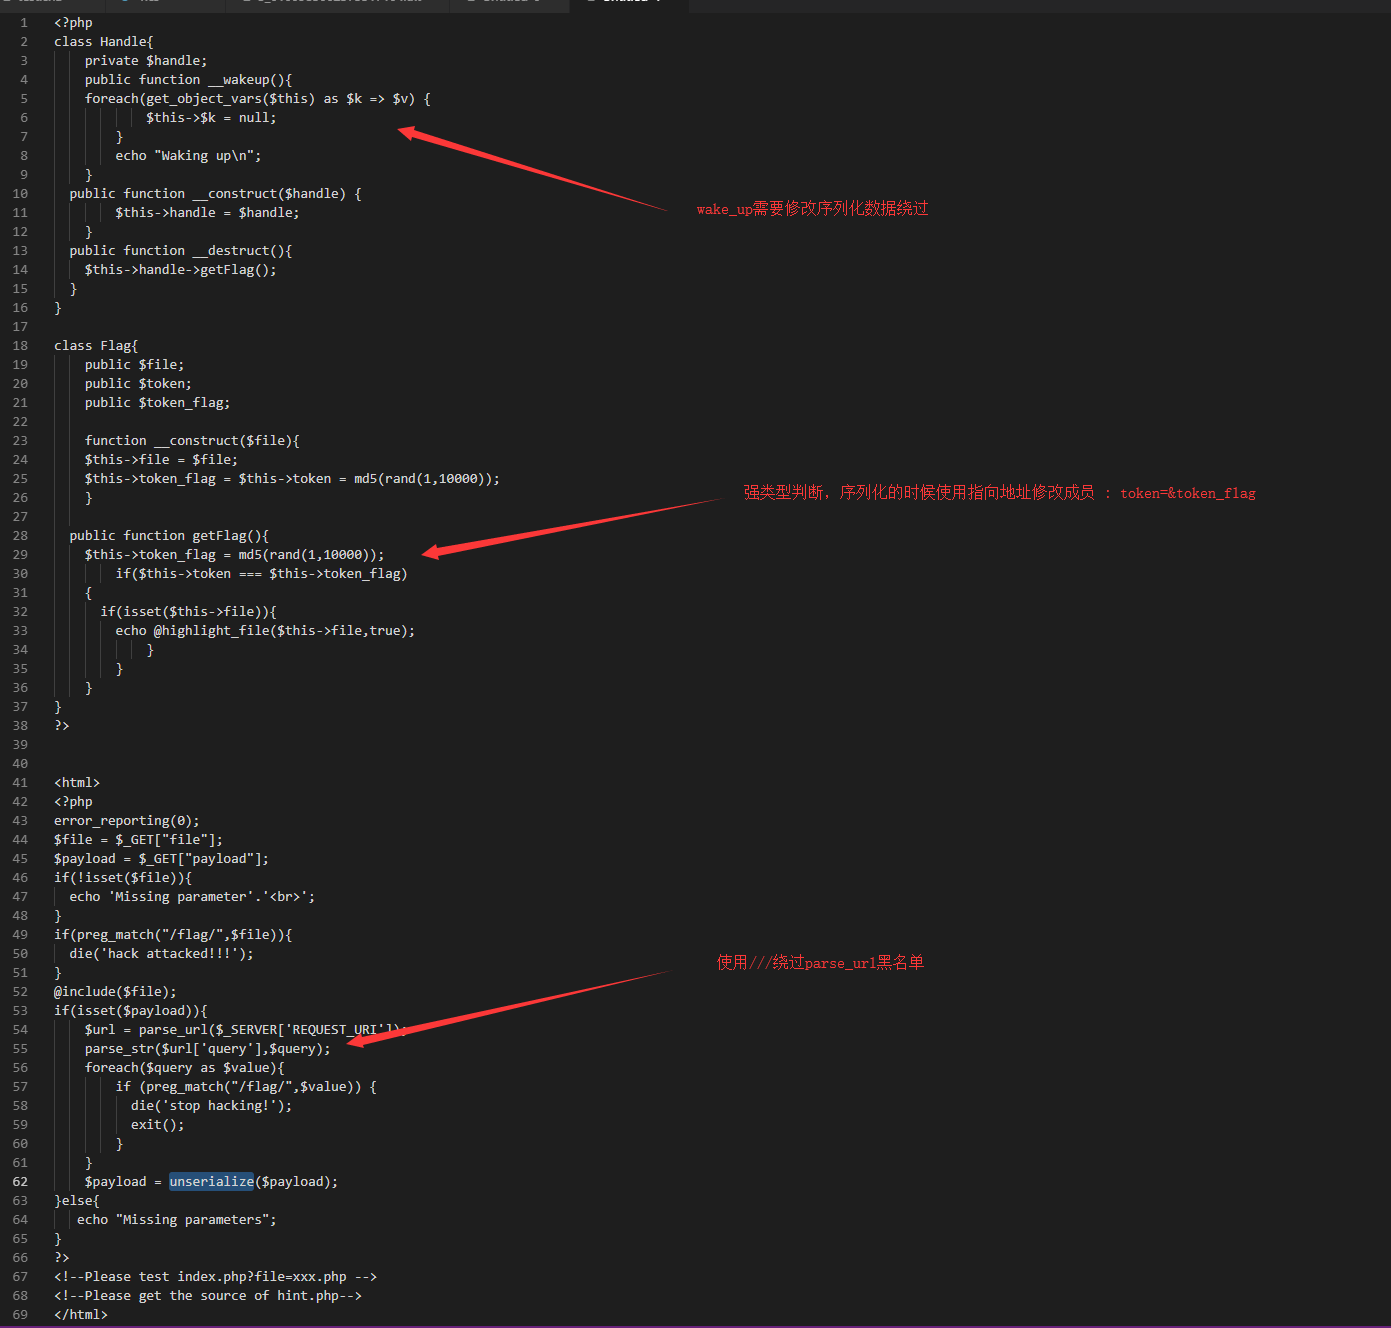 1 <?php
2 class Handle{
3 private $handle;
4 public function __wakeup(){
5 foreach(get_object_vars($this) as $k => $v) {
6 $this->$k = null;
7 }
8 echo "Waking up\n";
9 }
wake_up需要修改序列化数据绕过
10 public function __construct($handle) {
11 $this->handle = $handle;
12 }
13 public function __destruct(){
14 $this->handle->getFlag();
15 }
16 }
17
18 class Flag{
19 public $file;
20 public $token;
21 public $token_flag;
22
23 function __construct($file){
24 $this->file = $file;
25 $this->token_flag = $this->token = md5(rand(1,10000));
26 }
强类型判断，序列化的时候使用指向地址修改成员 : token=&token_flag
27
28 public function getFlag(){
29 $this->token_flag = md5(rand(1,10000));
30 if($this->token === $this->token_flag)
31 {
32 if(isset($this->file)){
33 echo @highlight_file($this->file,true);
34 }
35 }
36 }
37 }
38 ?>
39
40
41 <html>
42 <?php
43 error_reporting(0);
44 $file = $_GET["file"];
45 $payload = $_GET["payload"];
46 if(!isset($file)){
47 echo 'Missing parameter'.'<br>';
48 }
49 if(preg_match("/flag/",$file)){
50 die('hack attacked!!!');
使用///绕过parse_url黑名单
51 }
52 @include($file);
53 if(isset($payload)){
54 $url = parse_url($_SERVER['REQUEST_URI']);
55 parse_str($url['query'],$query);
56 foreach($query as $value){
57 if (preg_match("/flag/",$value)) {
58 die('stop hacking!');
59 exit();
60 }
61 }
62 $payload = unserialize($payload);
63 }else{
64 echo "Missing parameters";
65 }
66 ?>
67 <!--Please test index.php?file=xxx.php -->
68 <!--Please get the source of hint.php-->
69 </html>